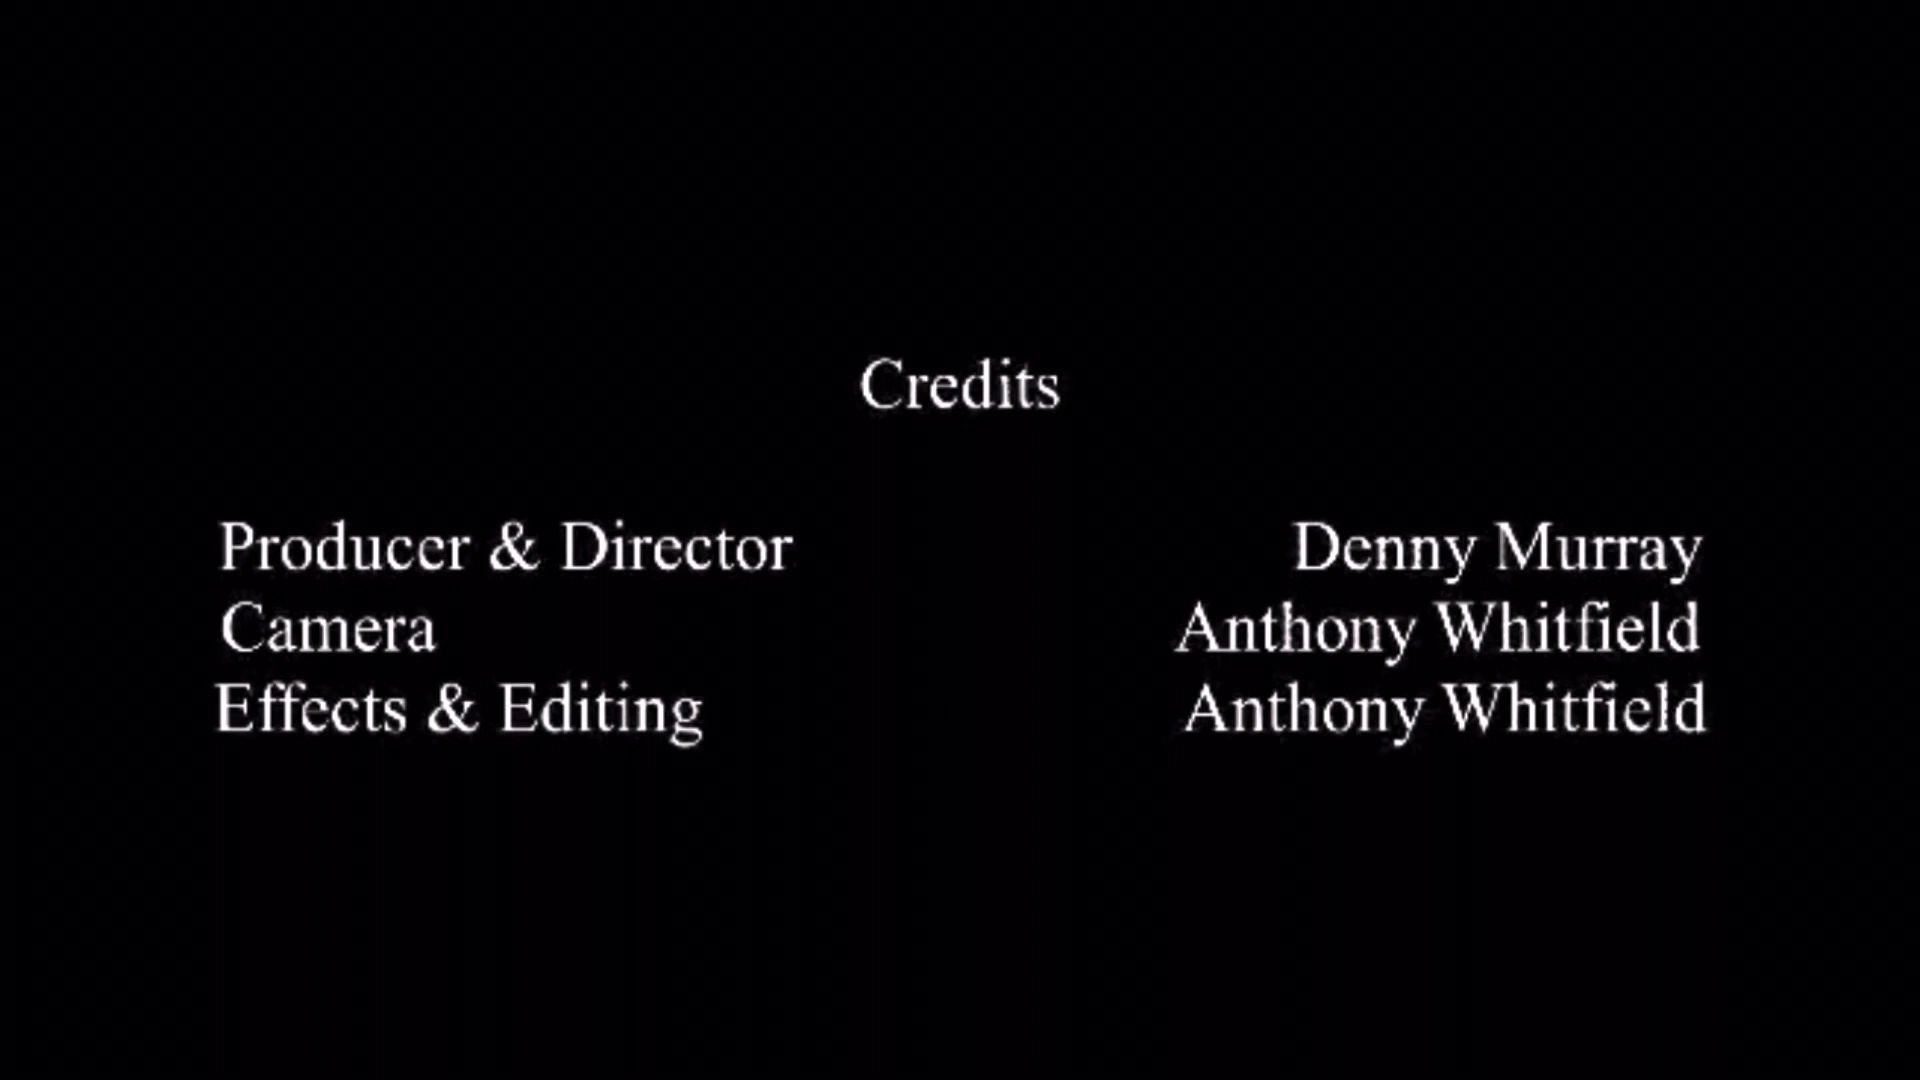 Credits
Producer & Director Denny Murray
Camera Anthony Whitfield
Effects & Editing Anthony Whitfield